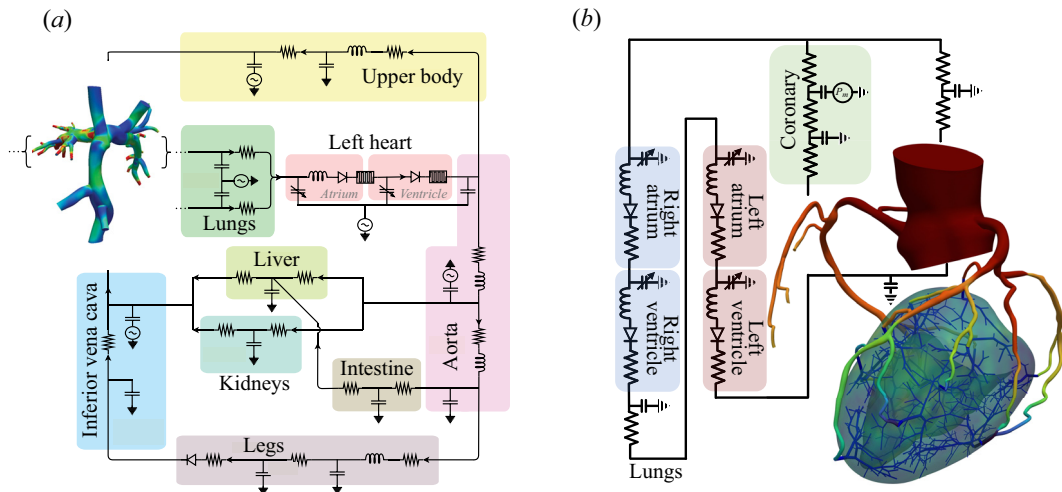 (a)
Upper body
Left heart
Atrium
Ventricle
Lungs
Liver
Kidneys
Intestine
Aorta
Inferior vena cava
Legs
(b)
Coronary
Pm
Right
atrium
Left
atrium
Right
ventricle
Left
ventricle
Lungs